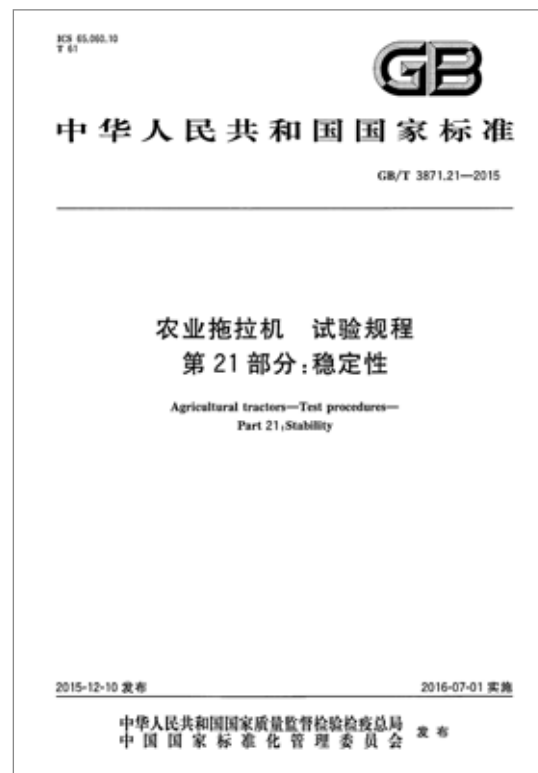 ICS 65.060.10
T 61
GB
中华人民共和国国家标准
GB/T 3871.21—2015
农业拖拉机 试验规程
第21部分:稳定性
Agricultural tractors—Test procedures—
Part 21:Stability
2015-12-10 发布
2016-07-01 实施
中华人民共和国国家质量监督检验检疫总局
中国国家标准化管理委员会
发布